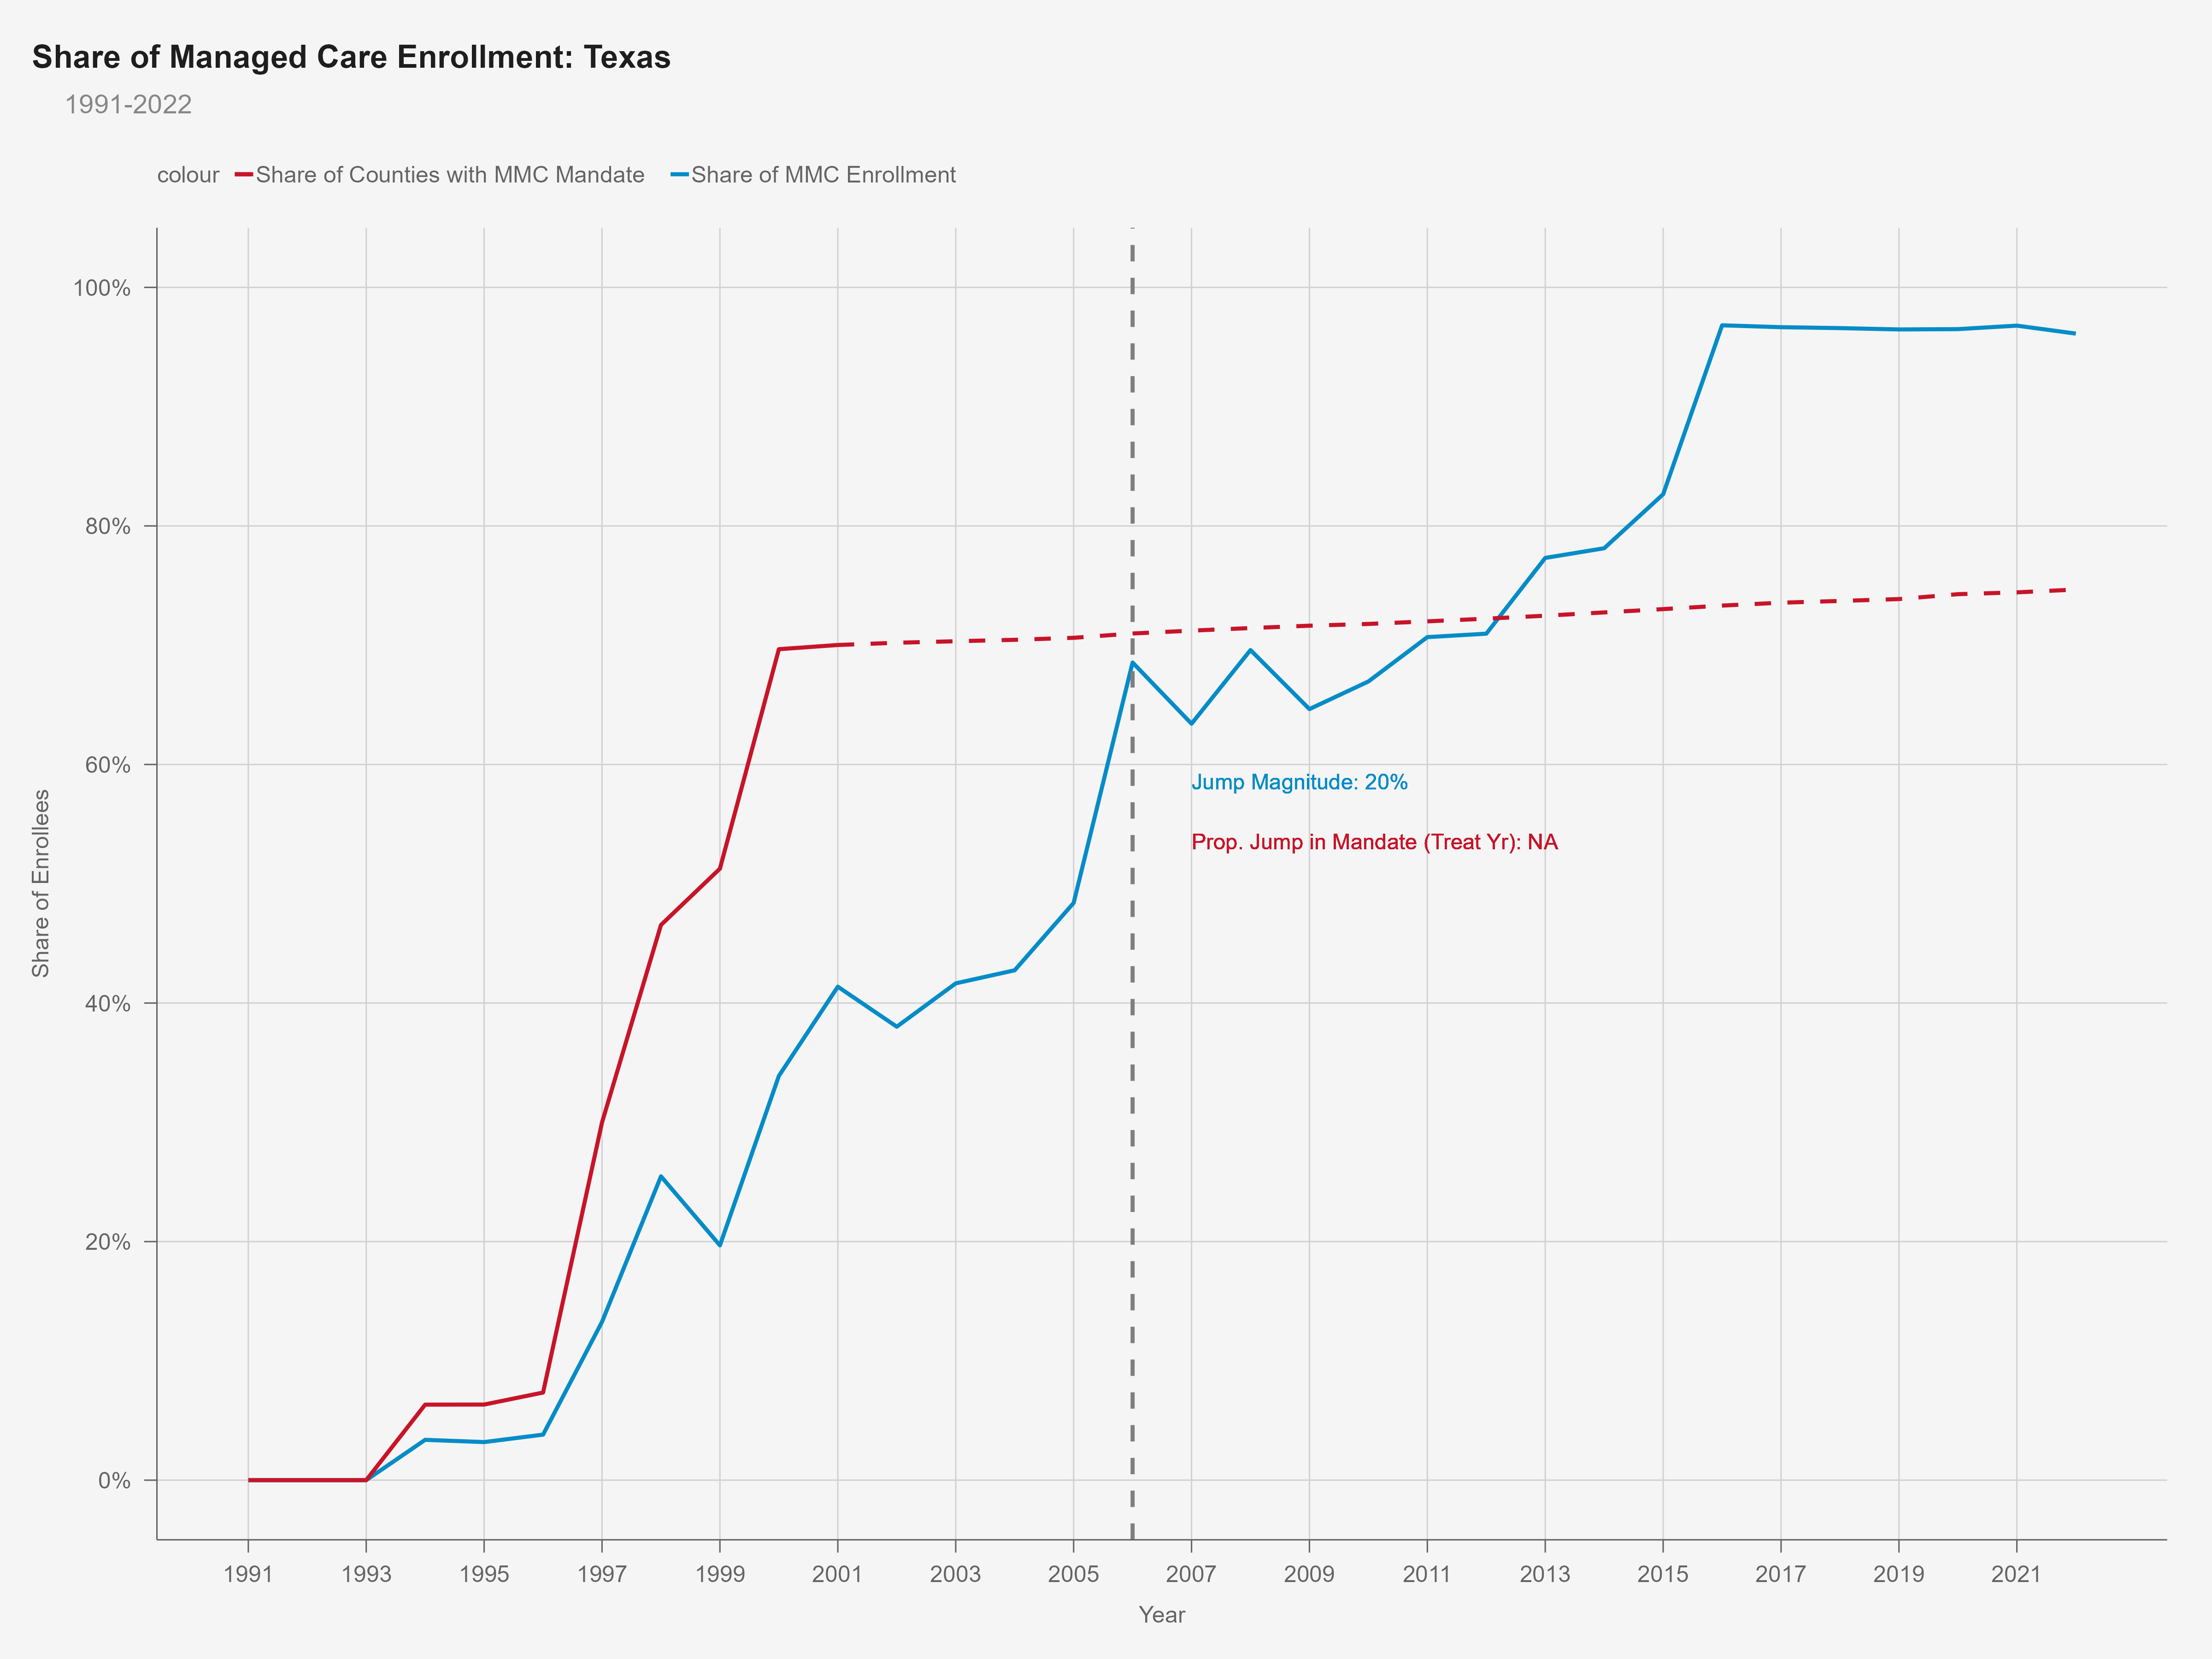 Share of Managed Care Enrollment: Texas
1991-2022
colour Share of Counties with MMC Mandate Share of MMC Enrollment
100%
80%
60%
40%
20%
0%
Share of Enrollees
Jump Magnitude: 20%
Prop. Jump in Mandate (Treat Yr): NA
1991 1993 1995 1997 1999 2001 2003 2005 2007 2009 2011 2013 2015 2017 2019 2021
Year